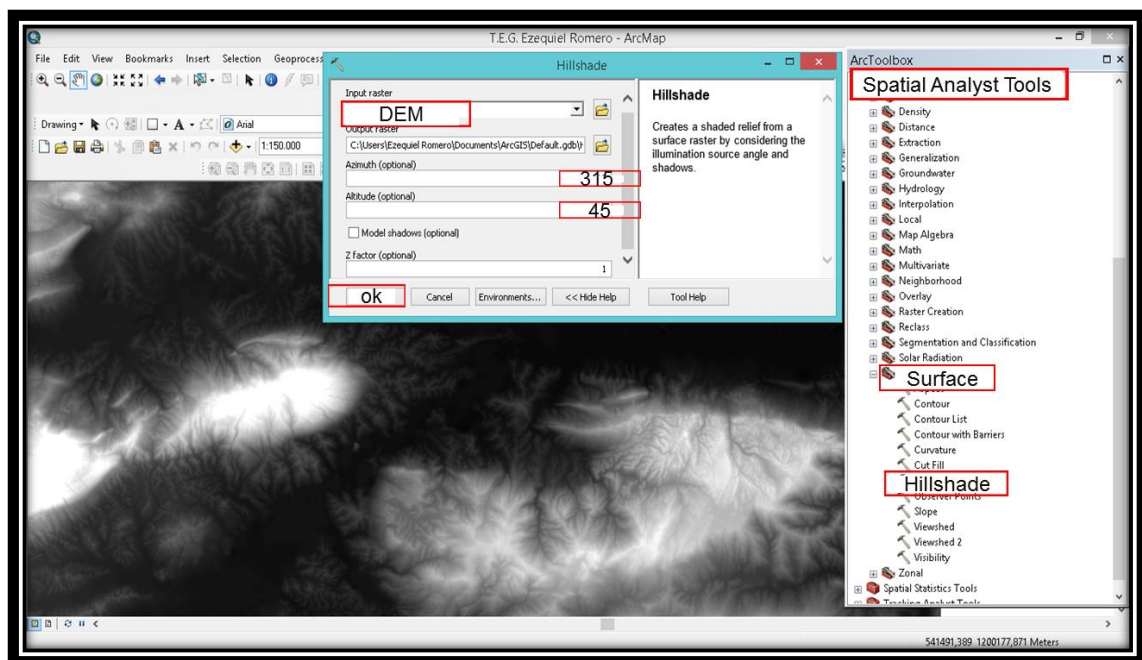 T.E.G. Ezequiel Romero - ArcMap
File Edit View Bookmarks Insert Selection Geoprocess
Drawing
A
Arial
1:150.000
Hillshade
Input raster
DEM
Output raster
C:\Users\Ezequiel Romero\Documents\ArcGIS\Default.gdb\
Azimuth (optional)
315
Altitude (optional)
45
Model shadows (optional)
Z factor (optional)
1
ok
Cancel
Environments...
<< Hide Help
Tool Help
Hillshade
Creates a shaded relief from a
surface raster by considering the
illumination source angle and
shadows.
ArcToolbox
Spatial Analyst Tools
Density
Distance
Extraction
Generalization
Groundwater
Hydrology
Interpolation
Local
Map Algebra
Math
Multivariate
Neighborhood
Overlay
Raster Creation
Reclass
Segmentation and Classification
Solar Radiation
Surface
Contour
Contour List
Contour with Barriers
Curvature
Cut Fill
Hillshade
Observer Points
Slope
Viewshed
Viewshed 2
Visibility
Zonal
Spatial Statistics Tools
Tracking Analyst Tools
541491,389 1200177,871 Meters